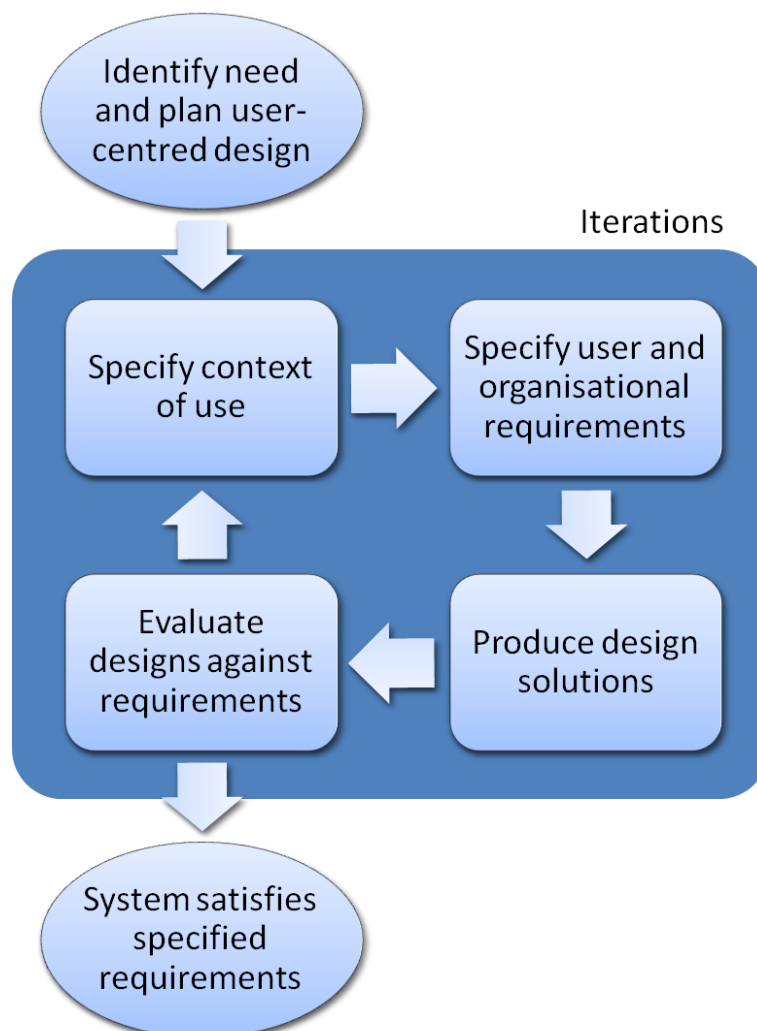 Identify need
and plan user-
centred design
Iterations
Specify context
of use
Specify user and
organisational
requirements
Evaluate
designs against
requirements
Produce design
solutions
System satisfies
specified
requirements